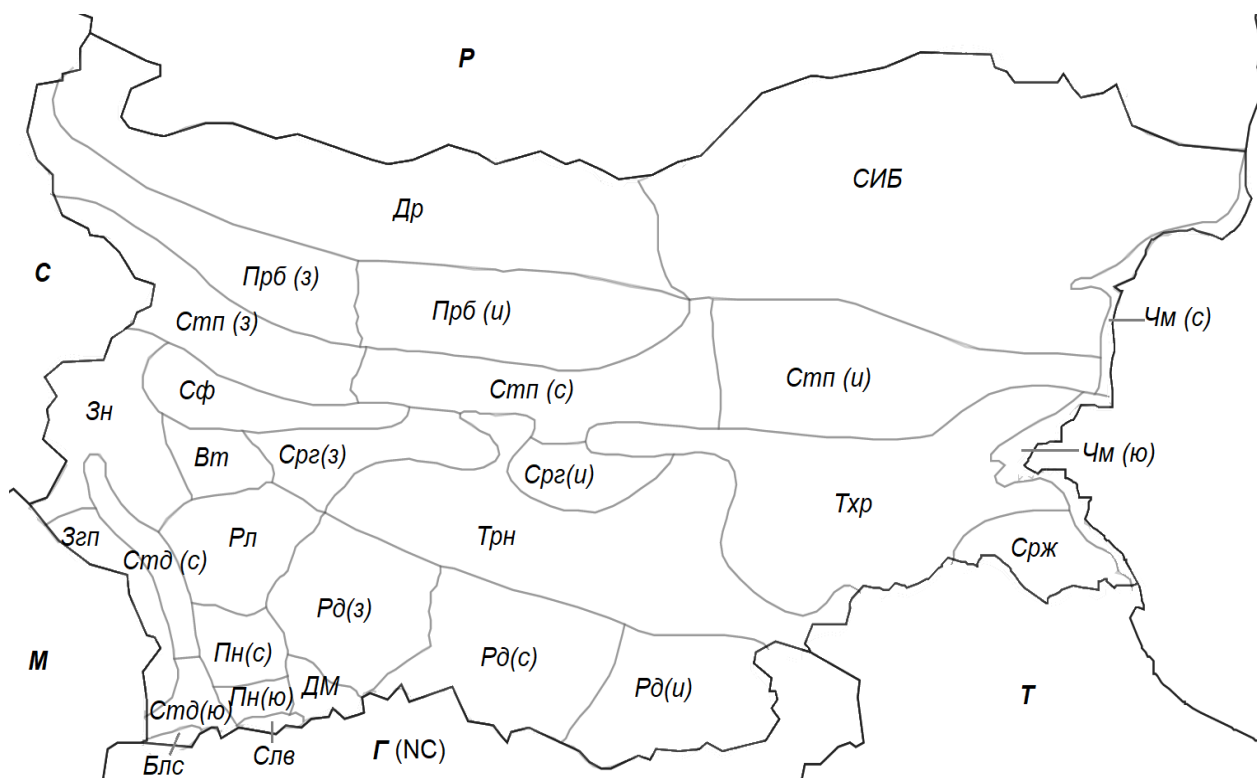 Р
СИБ
Др
С
Прб (з)
Прб (и)
Чм (с)
Стп (з)
Стп (с)
Стп (и)
Сф
Зн
Вт
Срг(з)
Срг(и)
Чм (ю)
Тхр
Згп
Стд (с)
Рл
Трн
Срж
Рд(з)
М
Пн(с)
Рд(с)
Рд(и)
Т
Стд(ю)
Пн(ю)
ДМ
Г (NC)
Блс
Слв